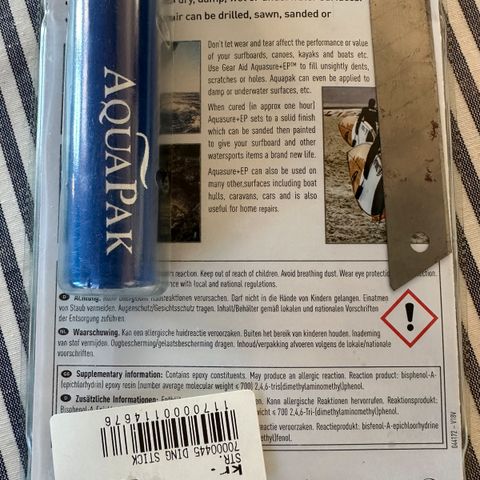 dry, damp,
air can be drilled, sawn, sanded or
Don't let wear and tear affect the performance or value
of your surfboards, canoes, kayaks and boats etc.
Use Gear Aid Aquasure+EP™ to fill unsightly dents,
scratches or holes. Aquapak can even be applied to
damp or underwater surfaces, etc.
When cured (in approx one hour)
Aquasure+EP sets to a solid finish
which can be sanded then painted
to give your surfboard and other
watersports items a brand new life.
Aquasure+EP can also be used on
many other surfaces including boat
hulls, caravans, cars and is also
useful for home repairs.
AQUAPAK
reaction. Keep out of reach of children. Avoid breathing dust. Wear eye protection
with local and national regulations.
D Achtung.
Darf nicht in die Hände von Kindern gelangen. Einatmen
von Staub vermeiden. Augenschutz/Gesichtsschutz tragen. Inhalt/Behälter gemäß lokalen und nationalen Vorschriften
der Entsorgung zuführen
NL Waarschuwing. Kan een allergische huidreactie veroorzaken. Buiten het bereik van kinderen houden. Inademing
van stof vermijden. Oogbescherming/gelaatsbescherming dragen. Inhoud/verpakking afvoeren volgens de lokale/nationale
voorschriften.
GB Supplementary information: Contains epoxy constituents. May produce an allergic reaction. Reaction product: bisphenol-A-
(epichlorhydrin) epoxy resin (number average molecular weight ≤ 700) 2,4,6-tris(dimethylaminomethyl)phenol.
D Zusätzliche Informationen:
Kann allergische Reaktionen hervorrufen. Reaktionsprodukt:
Bisphenol-A-
700) 2,4,6-Tri-(dimethylaminomethyl)phenol.
veroorzaken. Reactieproduct: bisfenol-A-epichloorhydrine
fenol.
044172 - V18V
kr-
STR.
70000445 DING STICK
1170000114676